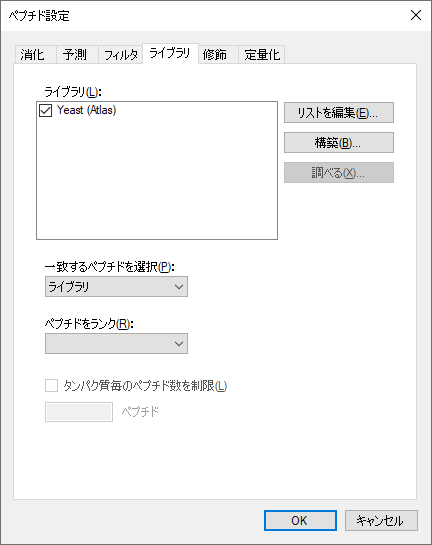 ペプチド設定
消化 予測 フィルタ ライブラリ 修飾 定量化
ライブラリ(L):
Yeast (Atlas)
リストを編集(E)...
構築(B)...
調べる(X)...
一致するペプチドを選択(P):
ライブラリ
ペプチドをランク(R):
タンパク質毎のペプチド数を制限(L)
ペプチド
OK キャンセル